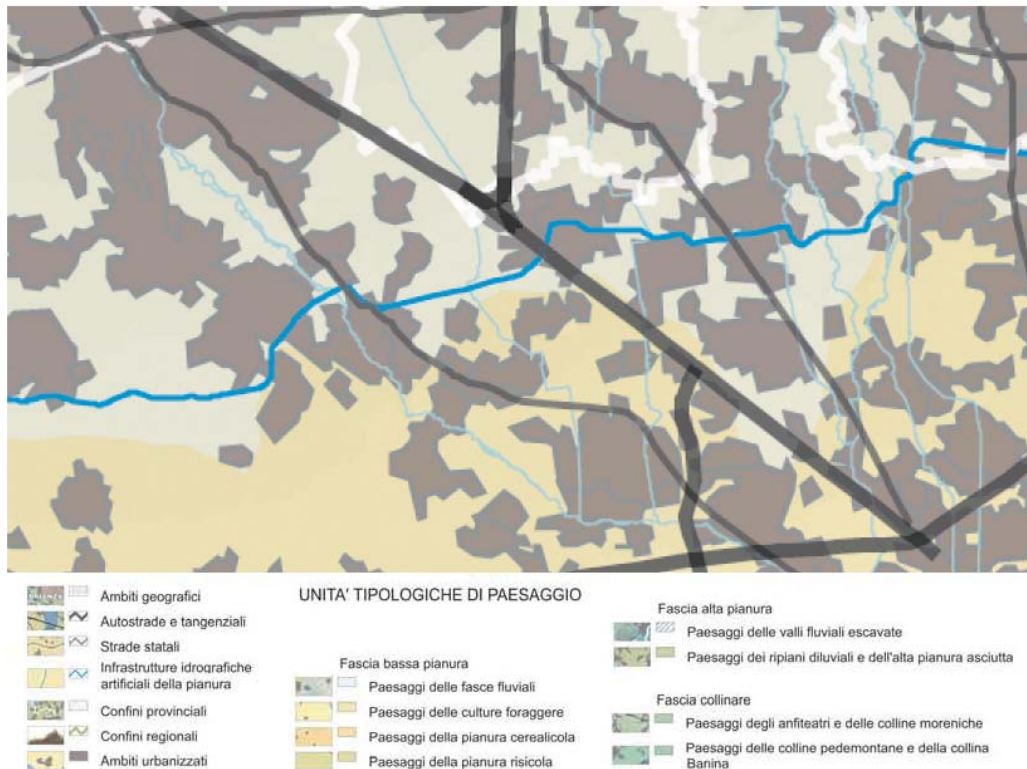 Ambiti geografici
Autostrade e tangenziali
Strade statali
Infrastrutture idrografiche
artificiali della pianura
Confini provinciali
Confini regionali
Ambiti urbanizzati
UNITA' TIPOLOGICHE DI PAESAGGIO
Fascia bassa pianura
Paesaggi delle fasce fluviali
Paesaggi delle culture foraggere
Paesaggi della pianura cerealicola
Paesaggi della pianura risicola
Fascia alta pianura
Paesaggi delle valli fluviali escavate
Paesaggi dei ripiani diluviali e dell'alta pianura asciutta
Fascia collinare
Paesaggi degli anfiteatri e delle colline moreniche
Paesaggi delle colline pedemontane e della collina
Banina